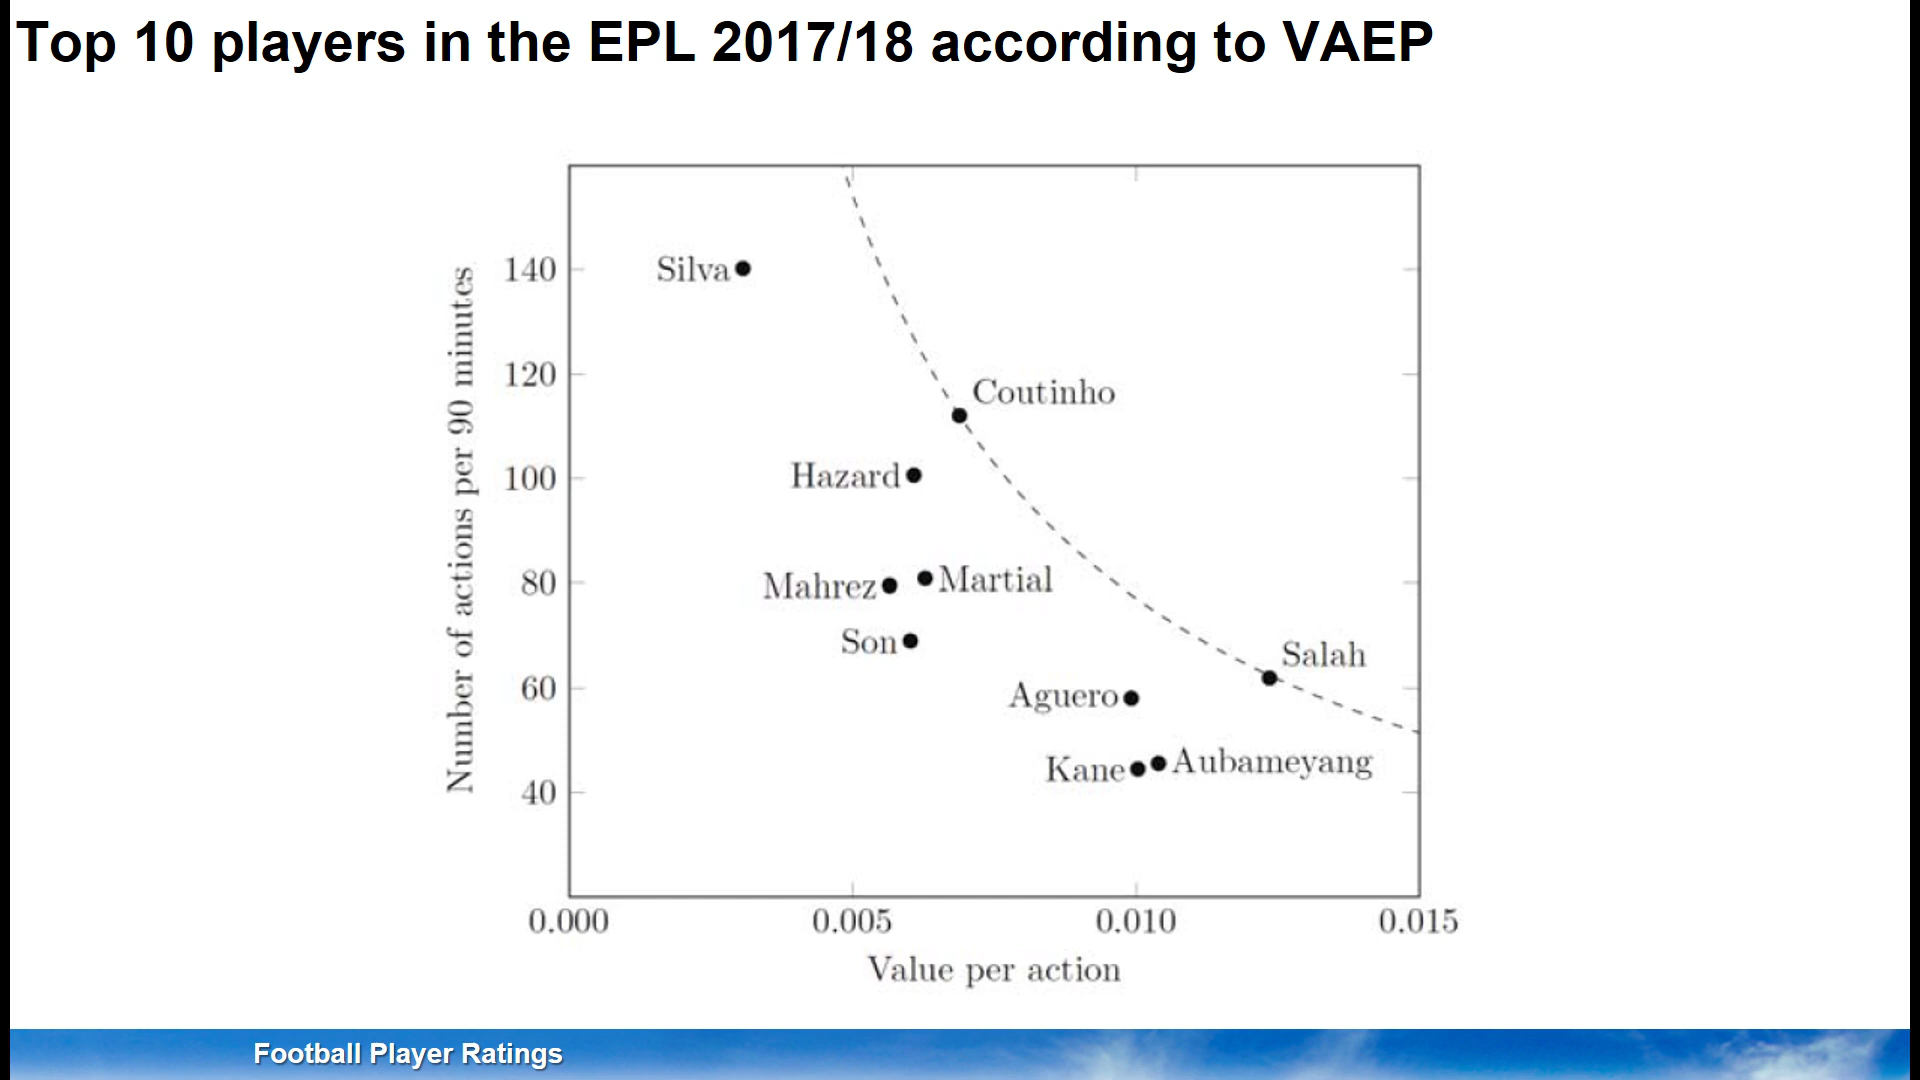 Top 10 players in the EPL 2017/18 according to VAEP
Number of actions per 90 minutes
140
120
100
80
60
40
Silva
Coutinho
Hazard
Mahrez
Martial
Son
Salah
Aguero
Kane
Aubameyang
0.000
0.005
0.010
0.015
Value per action
Football Player Ratings